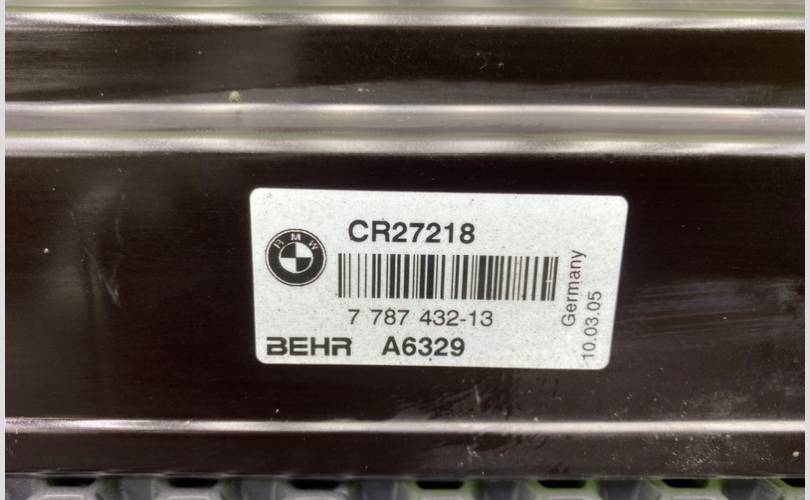 BMW
CR27218
7 787 432-13
BEHR A6329
Germany
10.03.05